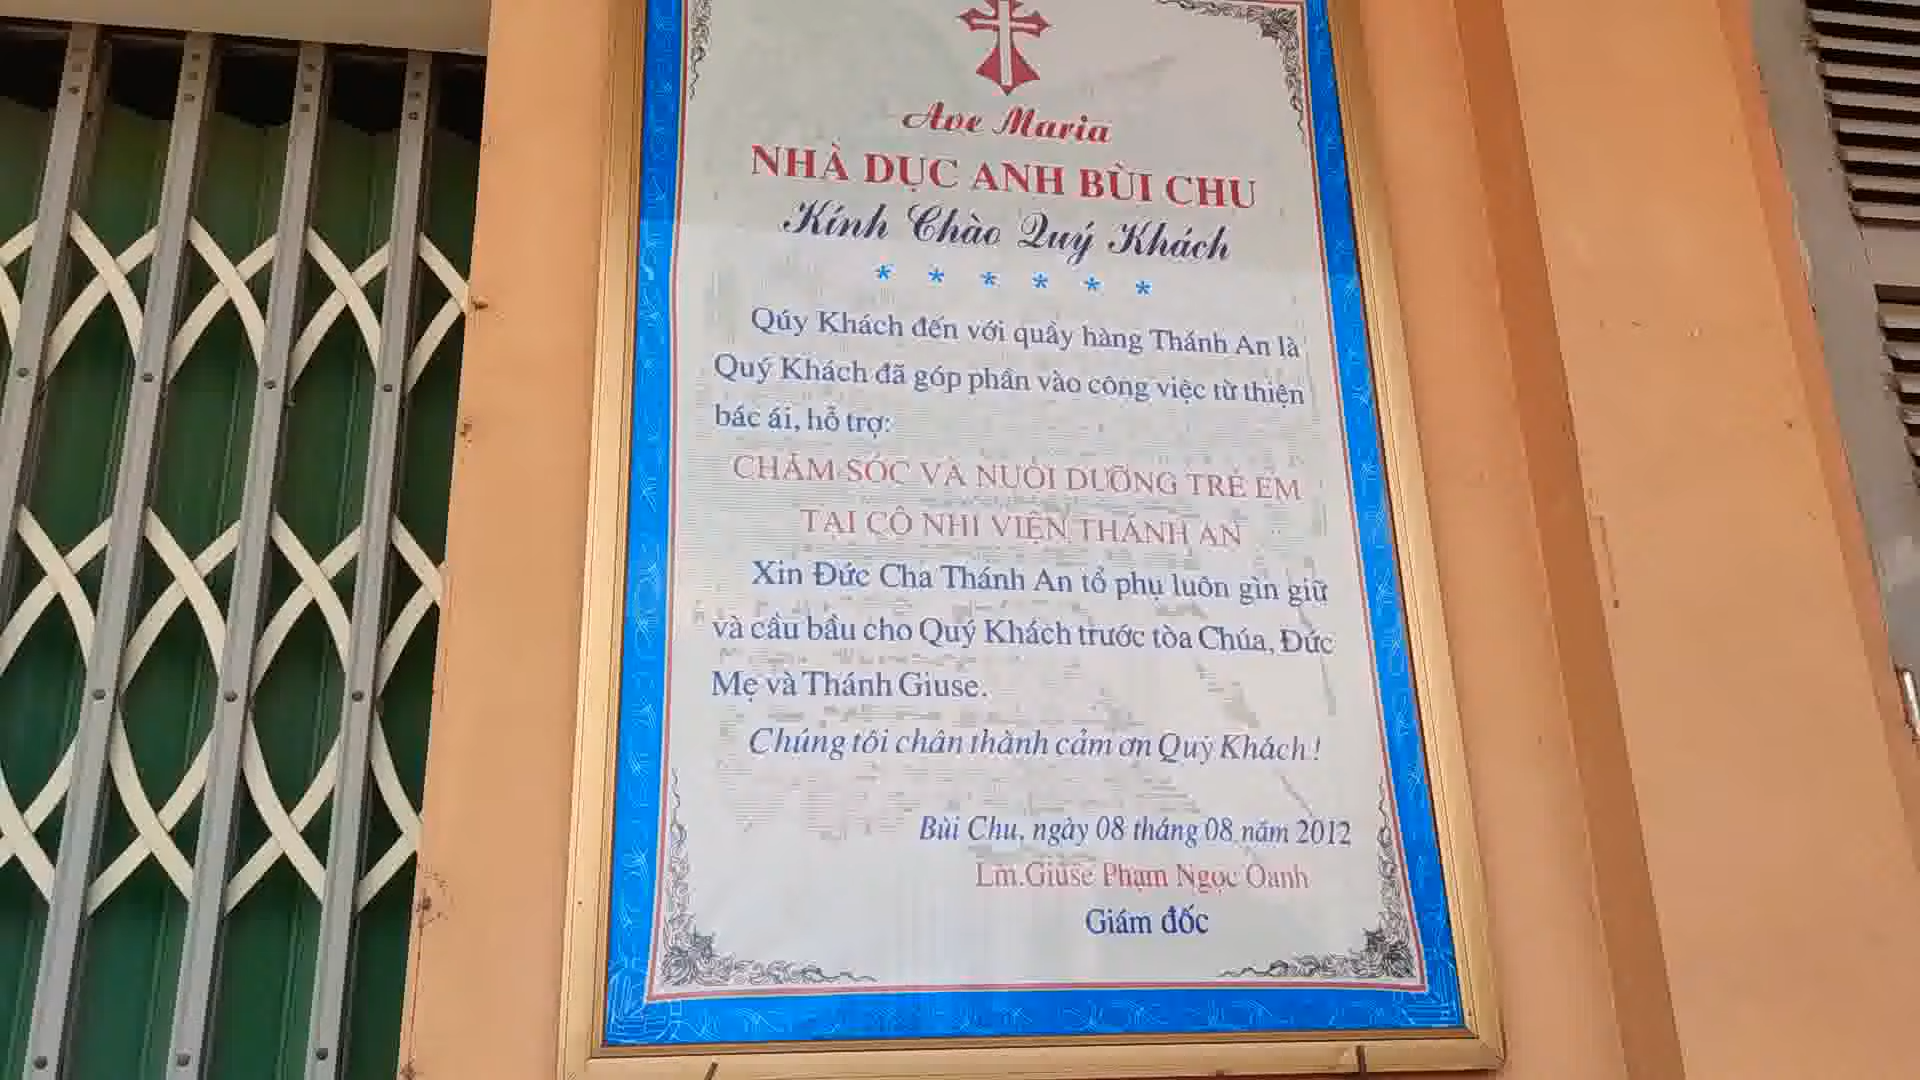 Ave Maria
NHÀ DỤC ANH BÙI CHU
Kính Chào Quý Khách
* * * * * *
Qúy Khách đến với quầy hàng Thánh An là
Quý Khách đã góp phần vào công việc từ thiện
bác ái, hỗ trợ:
CHĂM SÓC VÀ NUÔI DƯỠNG TRẺ EM
TẠI CÔ NHI VIỆN THÁNH AN
Xin Đức Cha Thánh An tổ phụ luôn gìn giữ
và cầu bầu cho Quý Khách trước tòa Chúa, Đức
Mẹ và Thánh Giuse.
Chúng tôi chân thành cảm ơn Quý Khách !
Bùi Chu, ngày 08 tháng 08 năm 2012
Lm.Giuse Phạm Ngọc Oanh
Giám đốc